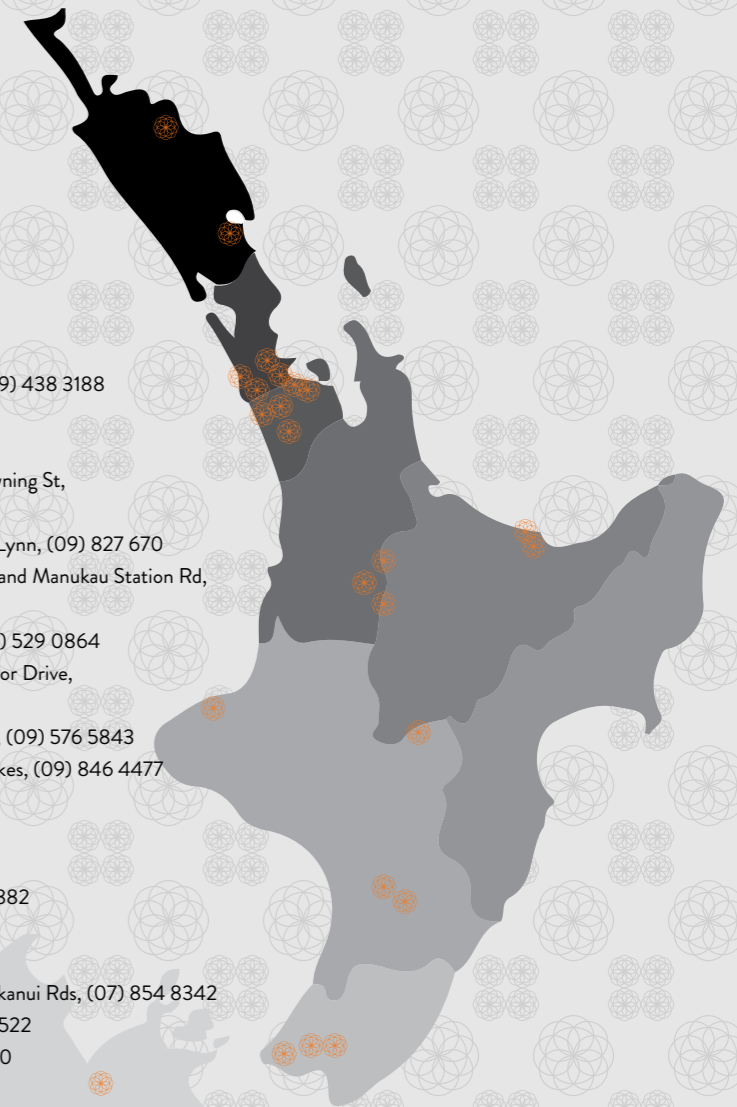 9) 438 3188
ning St,
Lynn, (09) 827 670
and Manukau Station Rd,
) 529 0864
or Drive,
(09) 576 5843
kes, (09) 846 4477
382
kanui Rds, (07) 854 8342
522
0